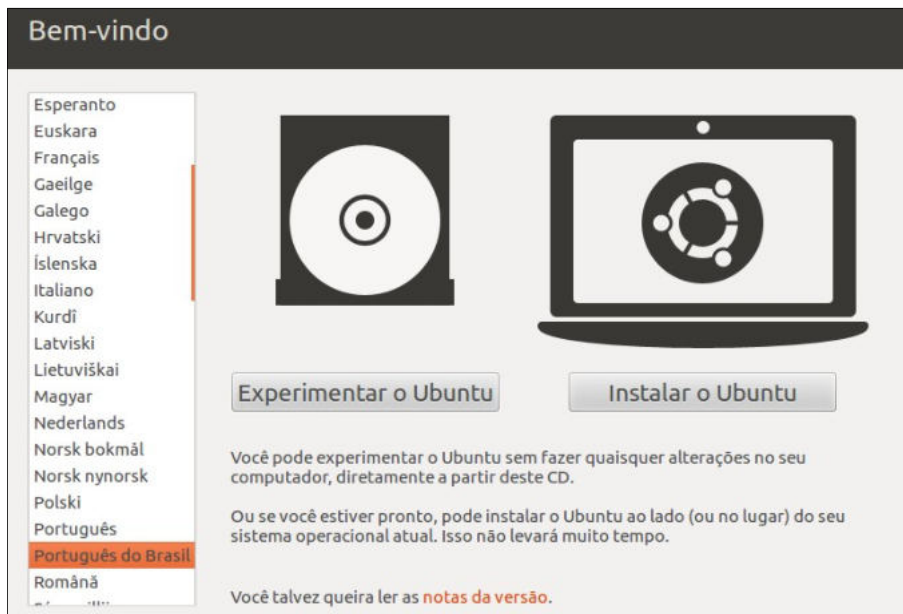 Bem-vindo
Esperanto
Euskara
Français
Gaeilge
Galego
Hrvatski
Íslenska
Italiano
Kurdî
Latviski
Lietuviškai
Magyar
Nederlands
Norsk bokmål
Norsk nynorsk
Polski
Português
Português do Brasil
Română
Experimentar o Ubuntu
Instalar o Ubuntu
Você pode experimentar o Ubuntu sem fazer quaisquer alterações no seu
computador, diretamente a partir deste CD.
Ou se você estiver pronto, pode instalar o Ubuntu ao lado (ou no lugar) do seu
sistema operacional atual. Isso não levará muito tempo.
Você talvez queira ler as notas da versão.